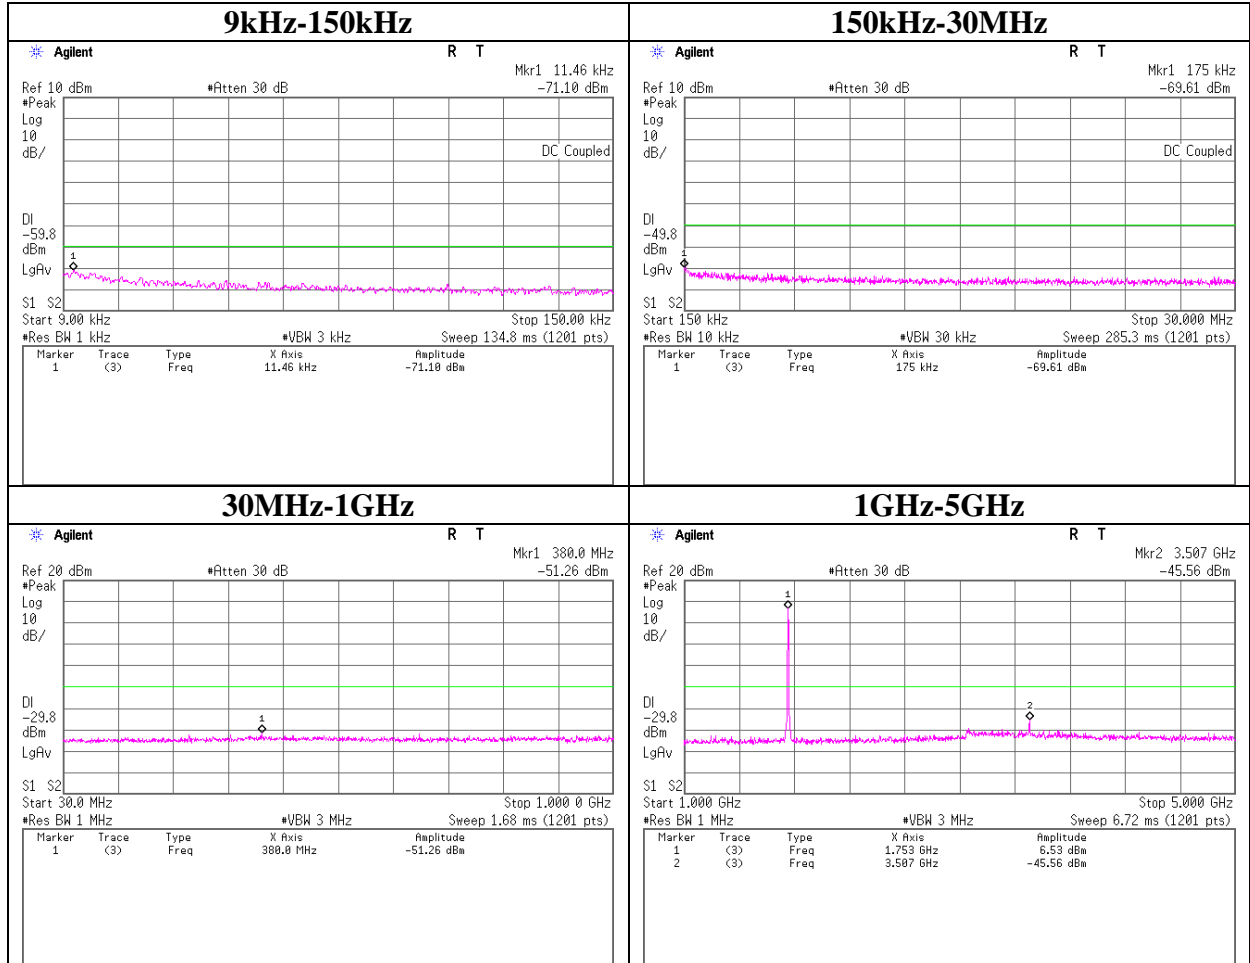 9kHz-150kHz
Agilent R T
Mkr1 11.46 kHz
Ref 10 dBm #Atten 30 dB -71.10 dBm
#Peak
Log
10
dB/ DC Coupled
DI
-59.8
dBm
1
LgAv
S1 S2
Start 9.00 kHz Stop 150.00 kHz
#Res BW 1 kHz #VBW 3 kHz Sweep 134.8 ms (1201 pts)
Marker Trace Type X Axis Amplitude
1 (3) Freq 11.46 kHz -71.10 dBm
150kHz-30MHz
Agilent R T
Mkr1 175 kHz
Ref 10 dBm #Atten 30 dB -69.61 dBm
#Peak
Log
10
dB/ DC Coupled
DI
-49.8
dBm
1
LgAv
S1 S2
Start 150 kHz Stop 30.000 MHz
#Res BW 10 kHz #VBW 30 kHz Sweep 285.3 ms (1201 pts)
Marker Trace Type X Axis Amplitude
1 (3) Freq 175 kHz -69.61 dBm
30MHz-1GHz
Agilent R T
Mkr1 380.0 MHz
Ref 20 dBm #Atten 30 dB -51.26 dBm
#Peak
Log
10
dB/
DI
-29.8
1
dBm
LgAv
S1 S2
Start 30.0 MHz Stop 1.000 0 GHz
#Res BW 1 MHz #VBW 3 MHz Sweep 1.68 ms (1201 pts)
Marker Trace Type X Axis Amplitude
1 (3) Freq 380.0 MHz -51.26 dBm
1GHz-5GHz
Agilent R T
Mkr2 3.507 GHz
Ref 20 dBm #Atten 30 dB -45.56 dBm
#Peak
1
Log
10
dB/
DI
2
-29.8
dBm
LgAv
S1 S2
Start 1.000 GHz Stop 5.000 GHz
#Res BW 1 MHz #VBW 3 MHz Sweep 6.72 ms (1201 pts)
Marker Trace Type X Axis Amplitude
1 (3) Freq 1.753 GHz 6.53 dBm
2 (3) Freq 3.507 GHz -45.56 dBm